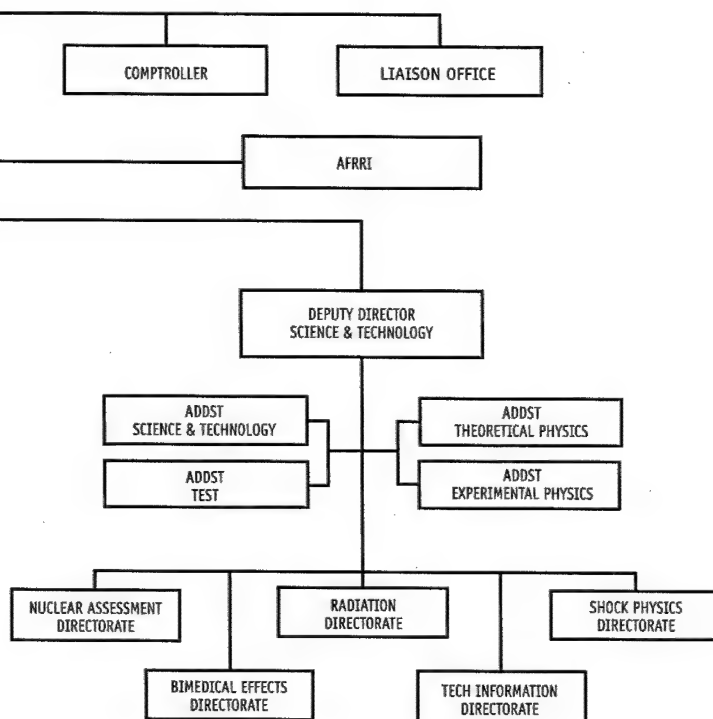 COMPTROLLER
LIAISON OFFICE
AFRRI
DEPUTY DIRECTOR
SCIENCE & TECHNOLOGY
ADDST
SCIENCE & TECHNOLOGY
ADDST
THEORETICAL PHYSICS
ADDST
TEST
ADDST
EXPERIMENTAL PHYSICS
NUCLEAR ASSESSMENT
DIRECTORATE
RADIATION
DIRECTORATE
SHOCK PHYSICS
DIRECTORATE
BIMEDICAL EFFECTS
DIRECTORATE
TECH INFORMATION
DIRECTORATE